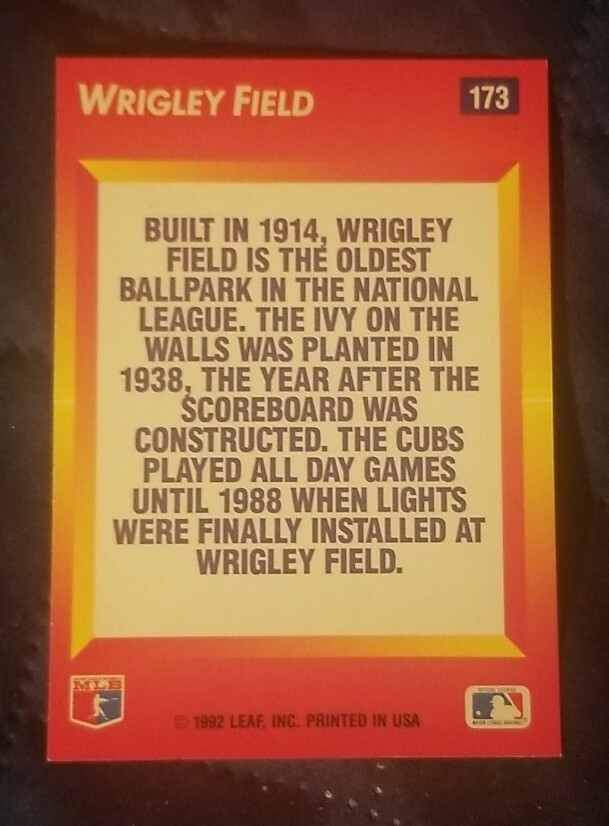 WRIGLEY FIELD
173
BUILT IN 1914, WRIGLEY
FIELD IS THE OLDEST
BALLPARK IN THE NATIONAL
LEAGUE. THE IVY ON THE
WALLS WAS PLANTED IN
1938, THE YEAR AFTER THE
SCOREBOARD WAS
CONSTRUCTED. THE CUBS
PLAYED ALL DAY GAMES
UNTIL 1988 WHEN LIGHTS
WERE FINALLY INSTALLED AT
WRIGLEY FIELD.
MLB
© 1992 LEAF, INC. PRINTED IN USA